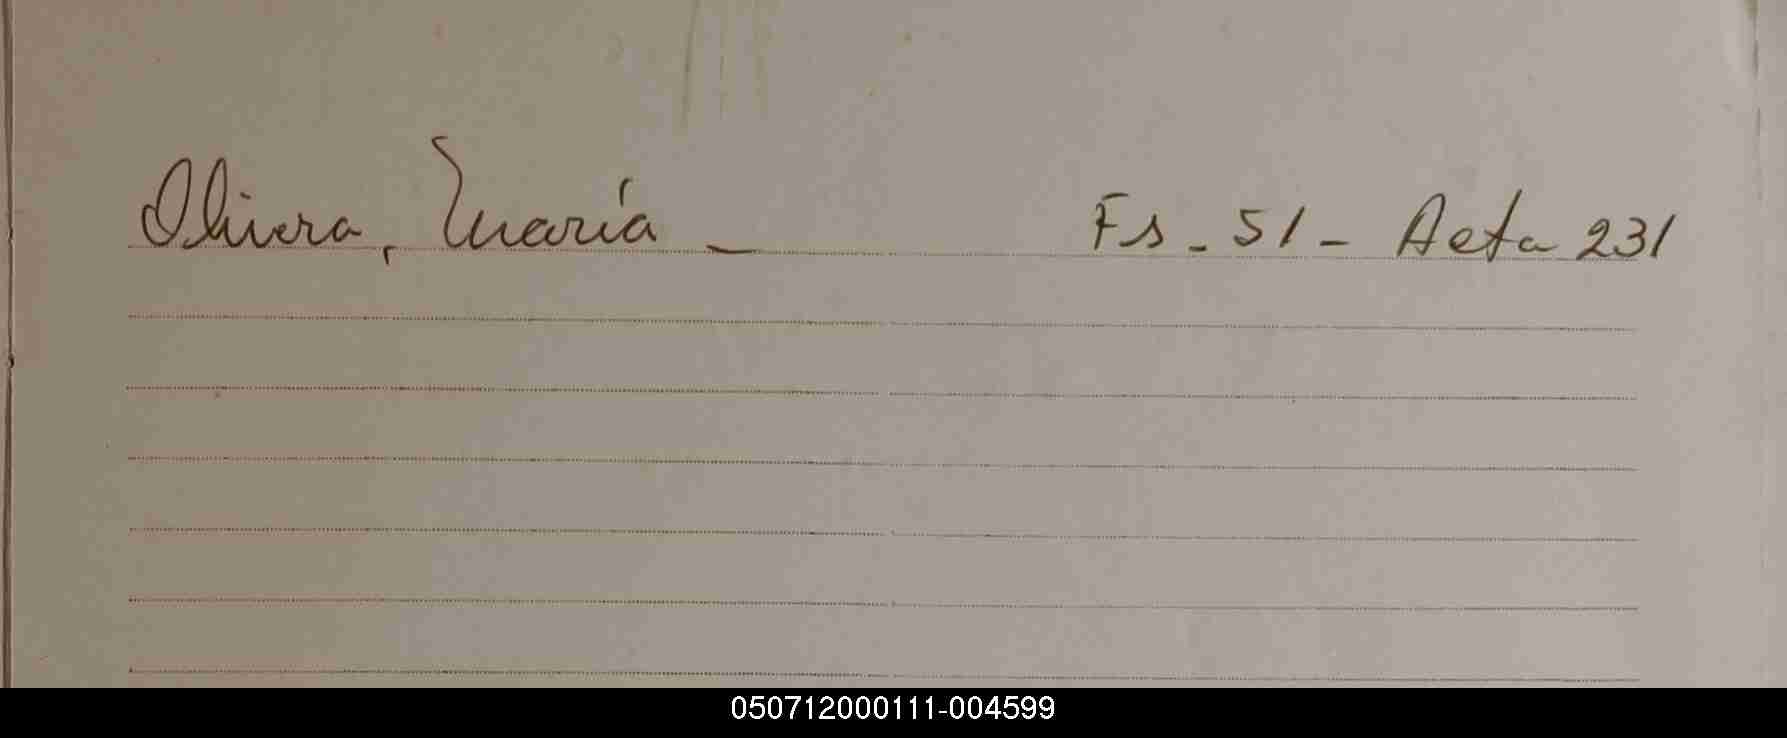 Olivera, María – Fs. 51 – Acta 231
050712000111-004599